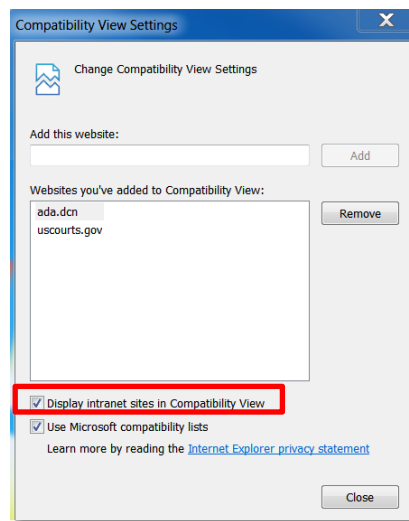 Compatibility View Settings
X
Change Compatibility View Settings
Add this website:
Add
Websites you've added to Compatibility View:
ada.dcn
Remove
uscourts.gov
Display intranet sites in Compatibility View
Use Microsoft compatibility lists
Learn more by reading the Internet Explorer privacy statement
Close